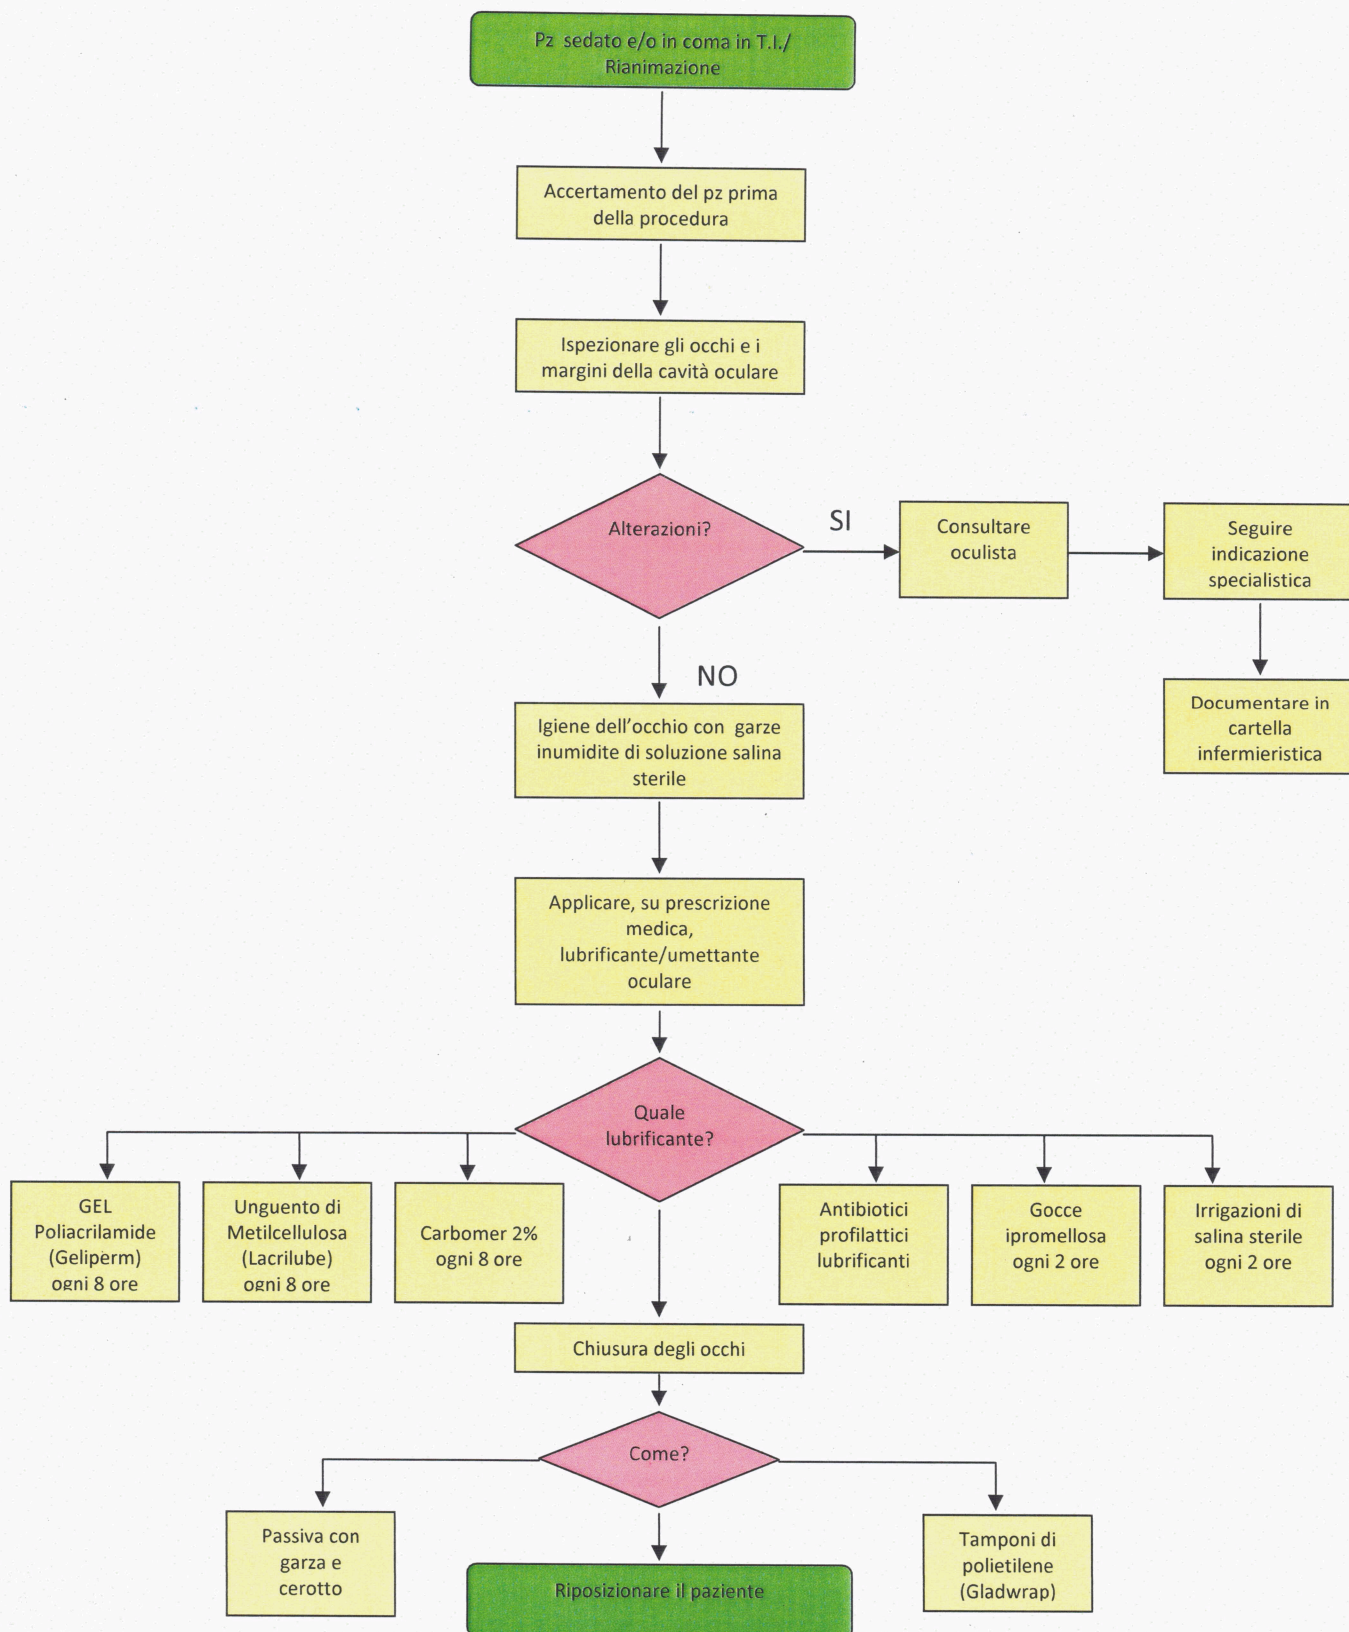 Pz sedato e/o in coma in T.I./
Rianimazione
Accertamento del pz prima
della procedura
Ispezionare gli occhi e i
margini della cavità oculare
Alterazioni?
SI
Consultare
oculista
Seguire
indicazione
specialistica
Documentare in
cartella
infermieristica
NO
Igiene dell'occhio con garze
inumidite di soluzione salina
sterile
Applicare, su prescrizione
medica,
lubrificante/umettante
oculare
Quale
lubrificante?
GEL
Poliacrilamide
(Geliperm)
ogni 8 ore
Unguento di
Metilcellulosa
(Lacrilube)
ogni 8 ore
Carbomer 2%
ogni 8 ore
Antibiotici
profilattici
lubrificanti
Gocce
ipromellosa
ogni 2 ore
Irrigazioni di
salina sterile
ogni 2 ore
Chiusura degli occhi
Come?
Passiva con
garza e
cerotto
Tamponi di
polietilene
(Gladwrap)
Riposizionare il paziente